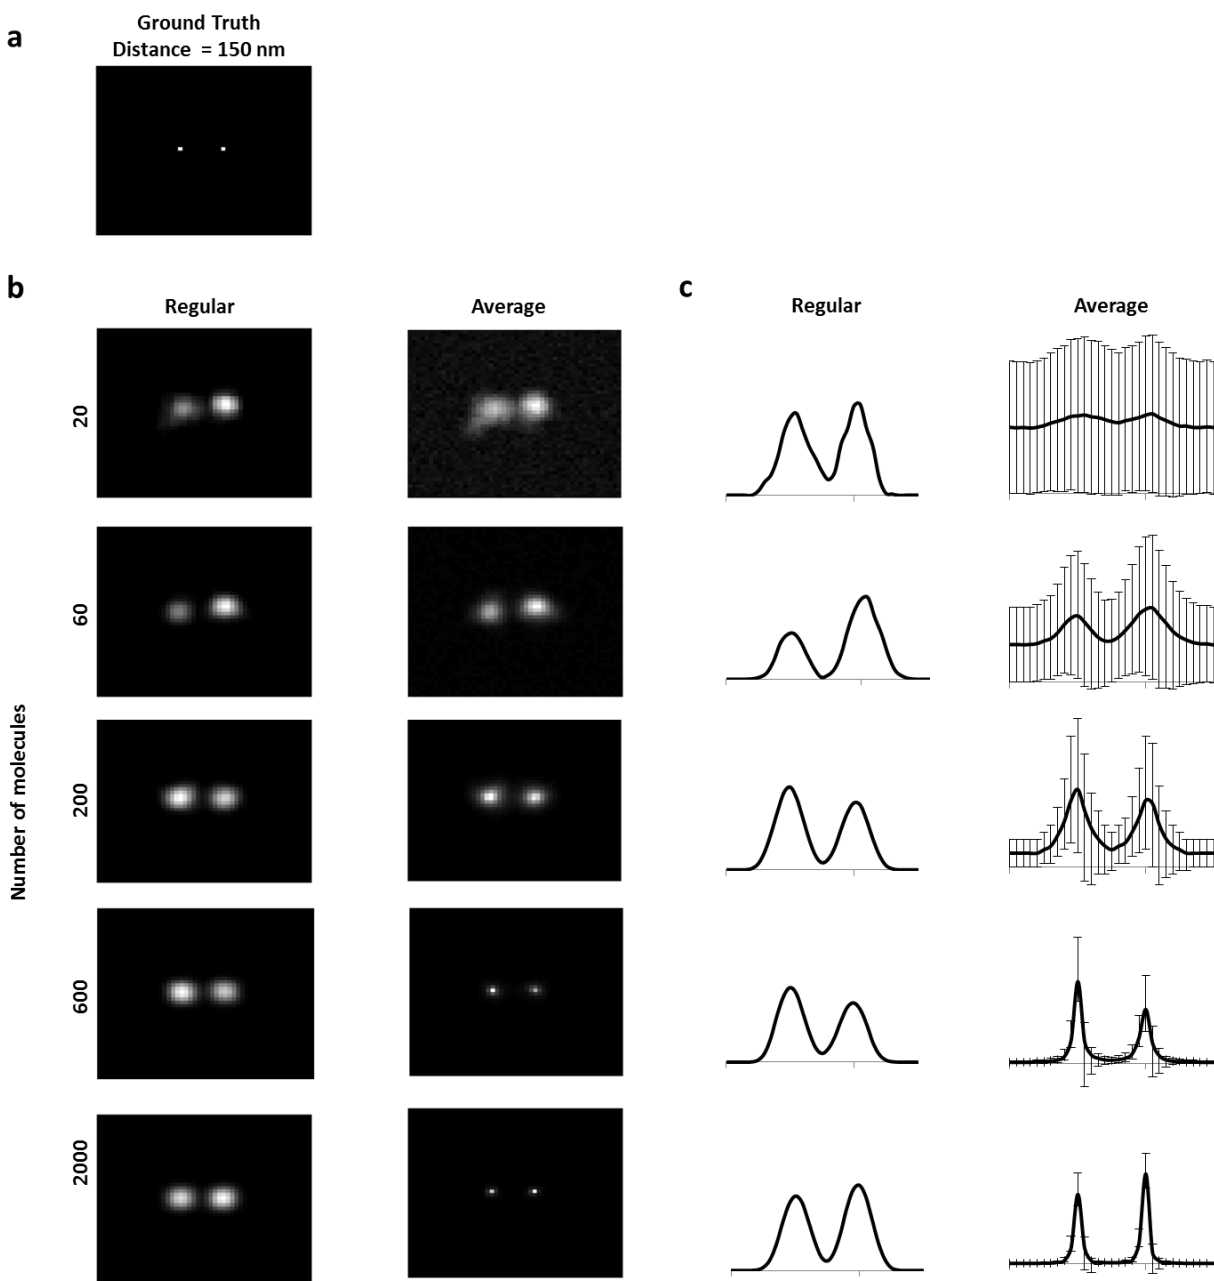 a
Ground Truth
Distance = 150 nm
b
Regular
Average
c
Regular
Average
20
60
200
600
2000
Number of molecules